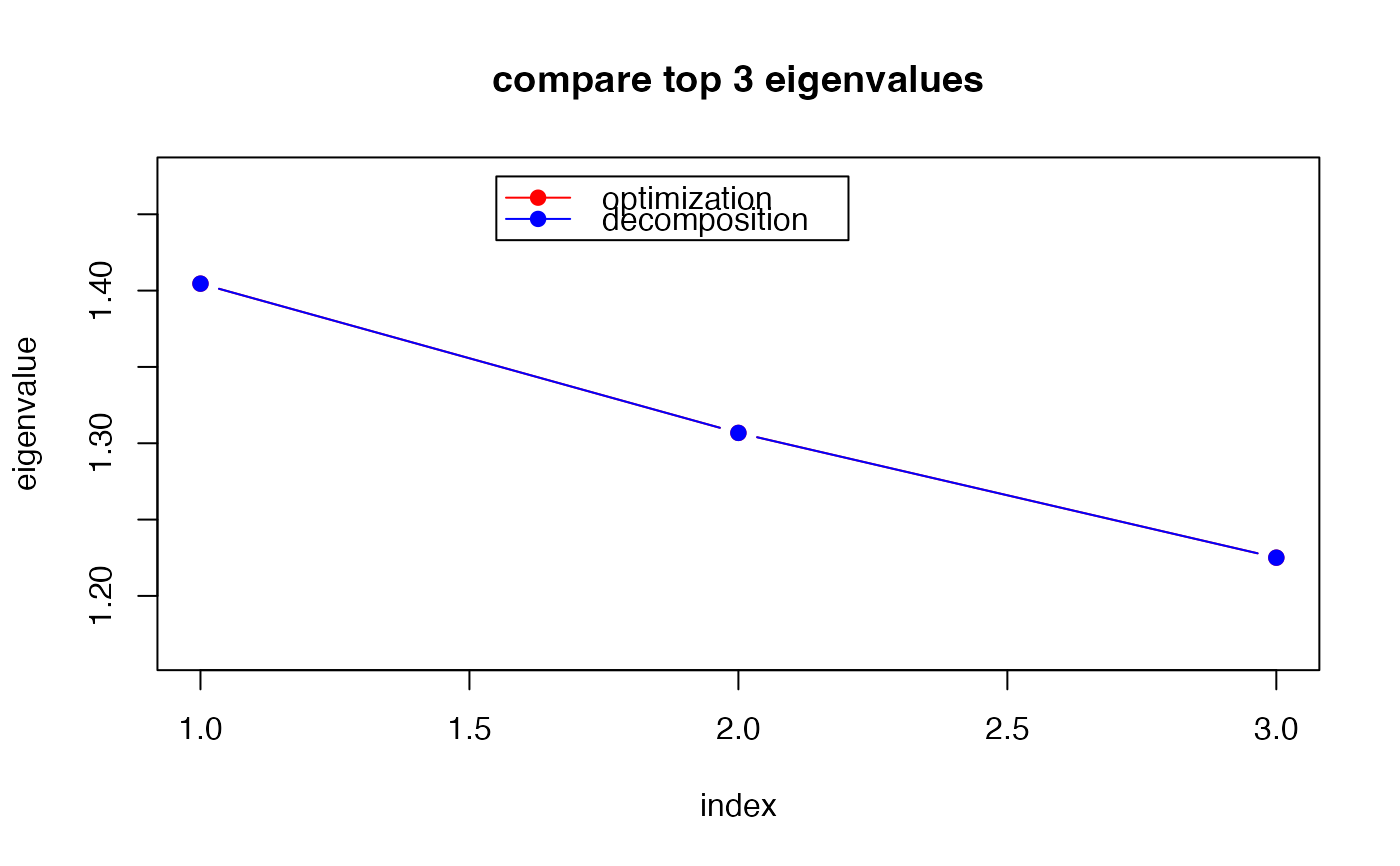 compare top 3 eigenvalues
optimization
decomposition
eigenvalue
1.40
1.30
1.20
1.0 1.5 2.0 2.5 3.0
index